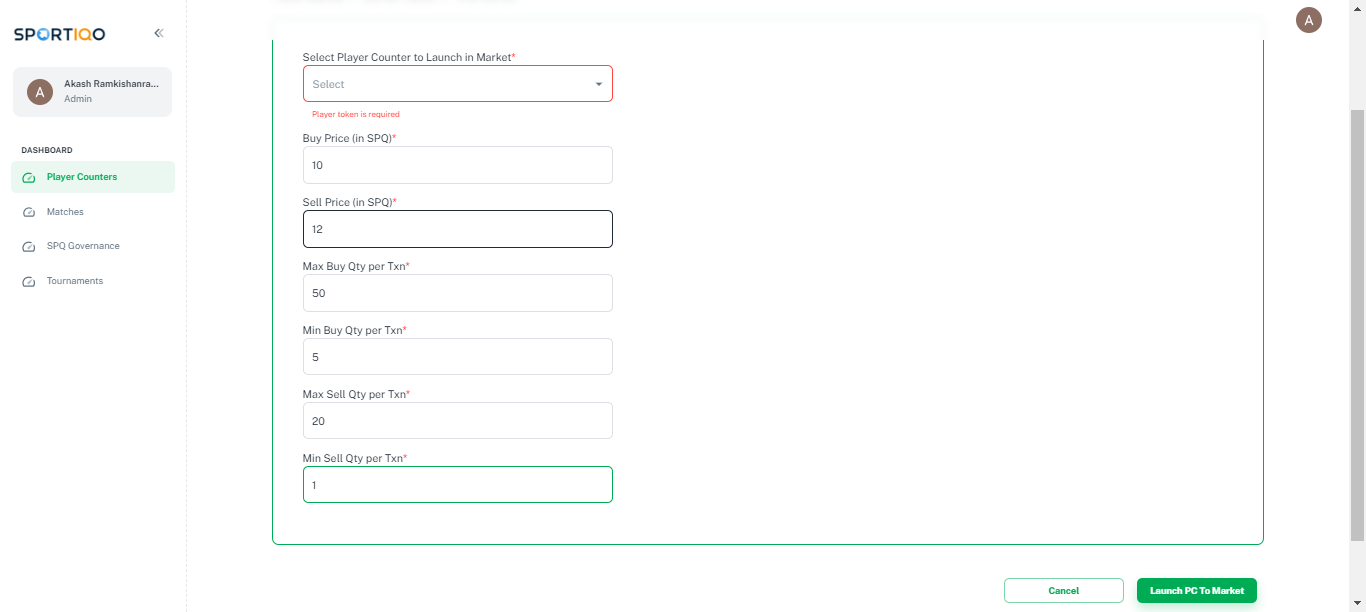 SPORTIQO
A
A
Akash Ramkishanra...
Admin
DASHBOARD
Player Counters
Matches
SPQ Governance
Tournaments
Select Player Counter to Launch in Market*
Select
Player token is required
Buy Price (in SPQ)*
10
Sell Price (in SPQ)*
12
Max Buy Qty per Txn*
50
Min Buy Qty per Txn*
5
Max Sell Qty per Txn*
20
Min Sell Qty per Txn*
1
Cancel
Launch PC To Market